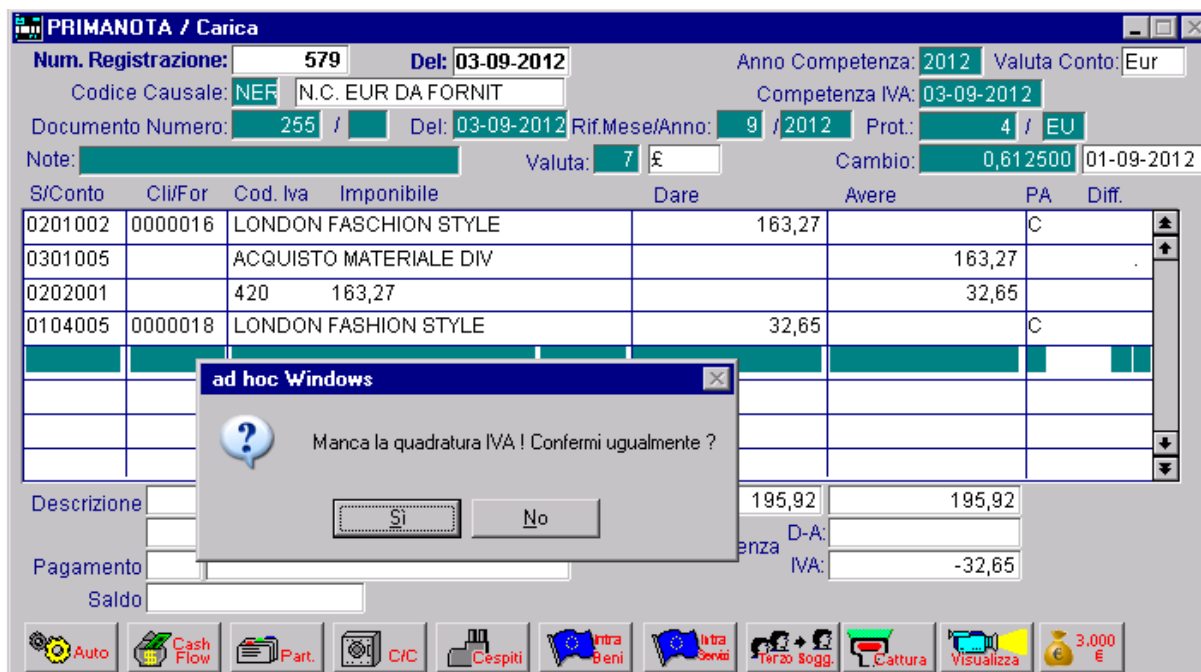 PRIMANOTA / Carica
Num. Registrazione: 579 Del: 03-09-2012 Anno Competenza: 2012 Valuta Conto: Eur
Codice Causale: NER N.C. EUR DA FORNIT Competenza IVA: 03-09-2012
Documento Numero: 255 / Del: 03-09-2012 Rif.Mese/Anno: 9 / 2012 Prot.: 4 / EU
Note: Valuta: 7 £ Cambio: 0,612500 01-09-2012
S/Conto Cli/For Cod. Iva Imponibile Dare Avere PA Diff.
0201002 0000016 LONDON FASCHION STYLE 163,27 C
0301005 ACQUISTO MATERIALE DIV 163,27 .
0202001 420 163,27 32,65
0104005 0000018 LONDON FASHION STYLE 32,65 C
ad hoc Windows
Manca la quadratura IVA ! Confermi ugualmente ?
Sì No
Descrizione 195,92 195,92
enza D-A:
Pagamento IVA: -32,65
Saldo
Auto Cash Flow Part. C/C Cespiti Intra Beni Intra Servizi Terzo Sogg. Cattura Visualizza 3.000 €